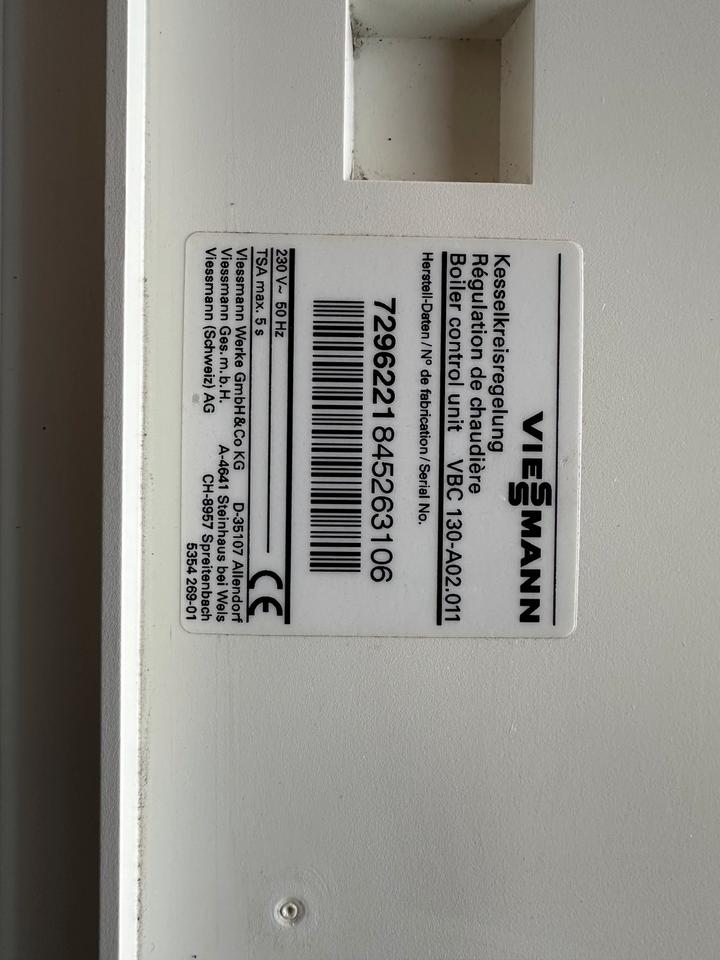 VIESSMANN
Kesselkreisregelung
Régulation de chaudière
Boiler control unit VBC 130-A02.011
Herstell-Daten / N° de fabrication / Serial No.
7296221845263106
230 V~ 50 Hz
TSA max. 5 s
CE
Viessmann Werke GmbH&Co KG D-35107 Allendorf
Viessmann Ges.m.b.H. A-4641 Steinhaus bei Wels
Viessmann (Schweiz) AG CH-8957 Spreitenbach
5354 269-01